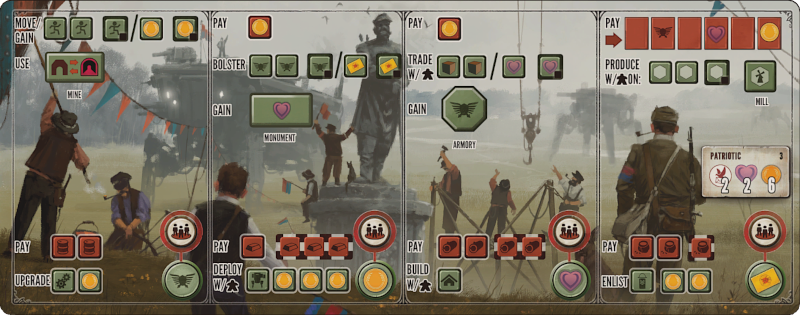 MOVE/
GAIN
USE
MINE
PAY
UPGRADE
PAY
BOLSTER
GAIN
MONUMENT
PAY
DEPLOY
W/
PAY
TRADE
W/
GAIN
ARMORY
PAY
BUILD
W/
PAY
PRODUCE
W/ ON:
MILL
PATRIOTIC 3
2 2 6
PAY
ENLIST